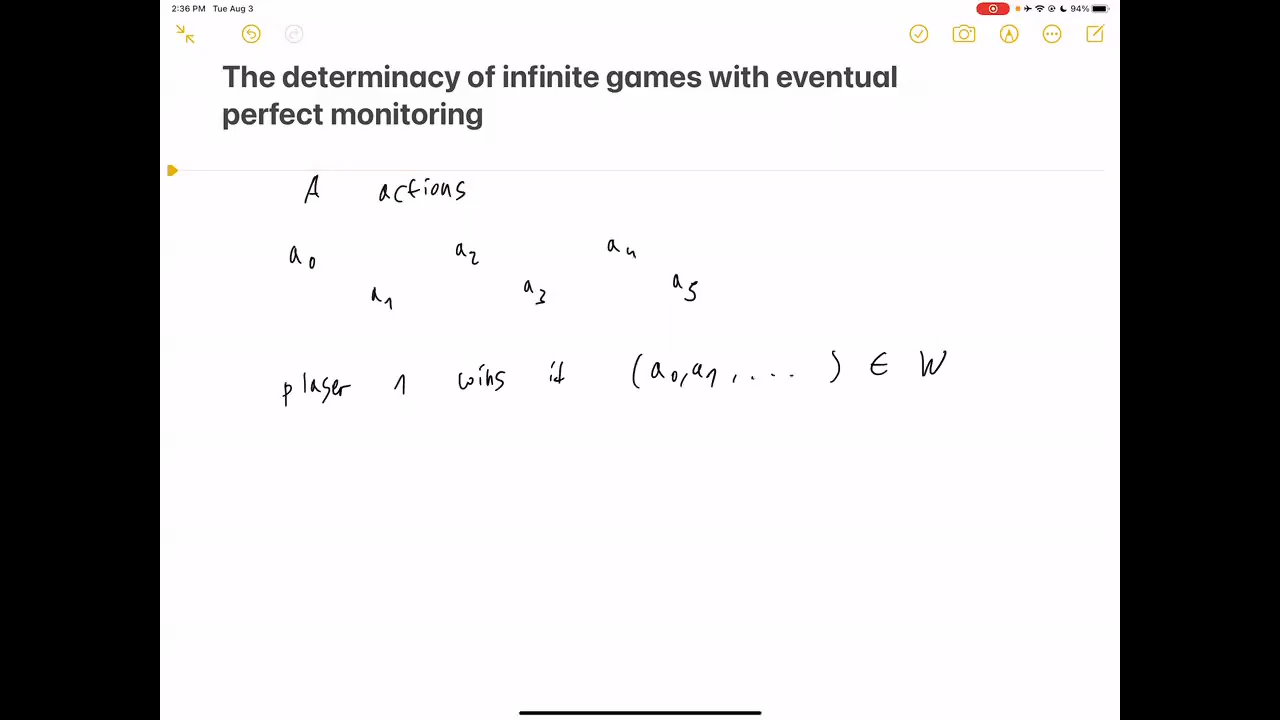 2:36 PM Tue Aug 3
94%
The determinacy of infinite games with eventual
perfect monitoring
A actions
a0 a2 a4
a1 a3 a5
player 1 wins if (a0, a1, .... ) ∈ W